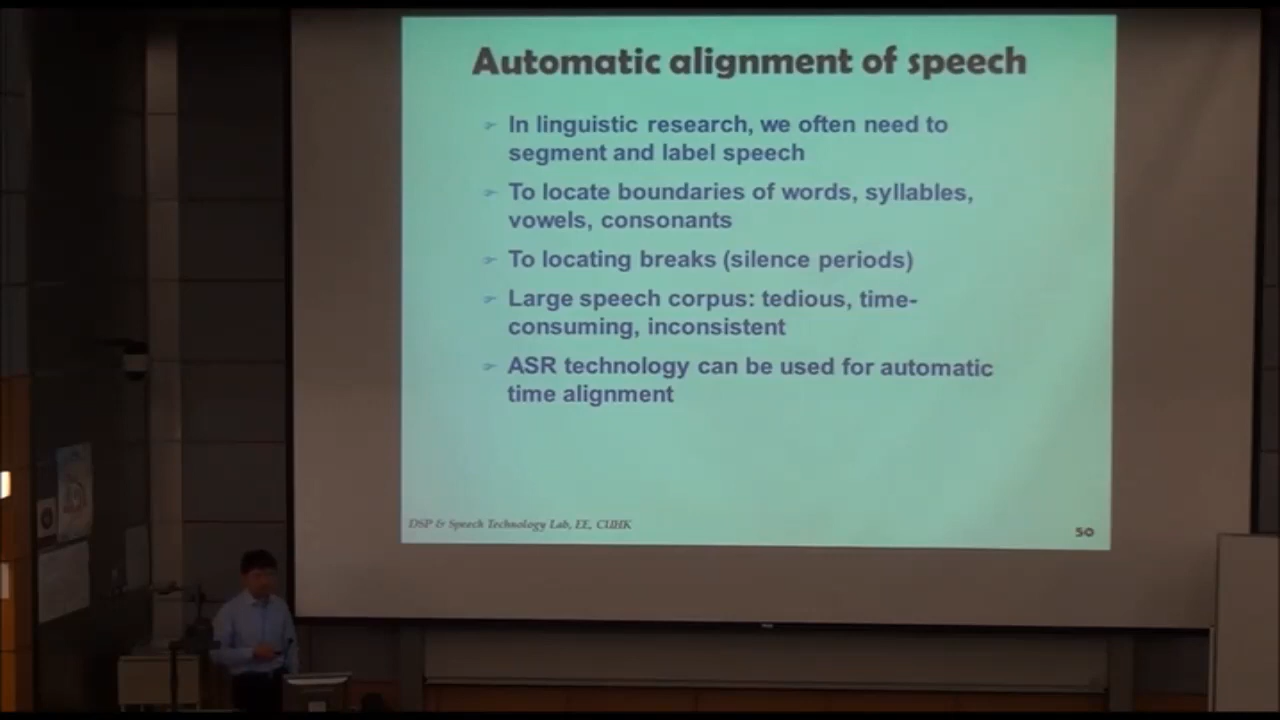 Automatic alignment of speech
In linguistic research, we often need to
segment and label speech
To locate boundaries of words, syllables,
vowels, consonants
To locating breaks (silence periods)
Large speech corpus: tedious, time-
consuming, inconsistent
ASR technology can be used for automatic
time alignment
DSP & Speech Technology Lab, EE, CUHK
50